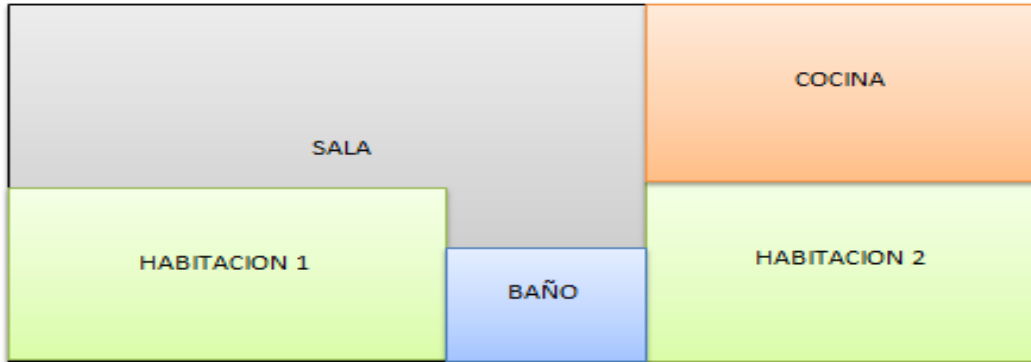 COCINA
SALA
HABITACION 1
HABITACION 2
BAÑO